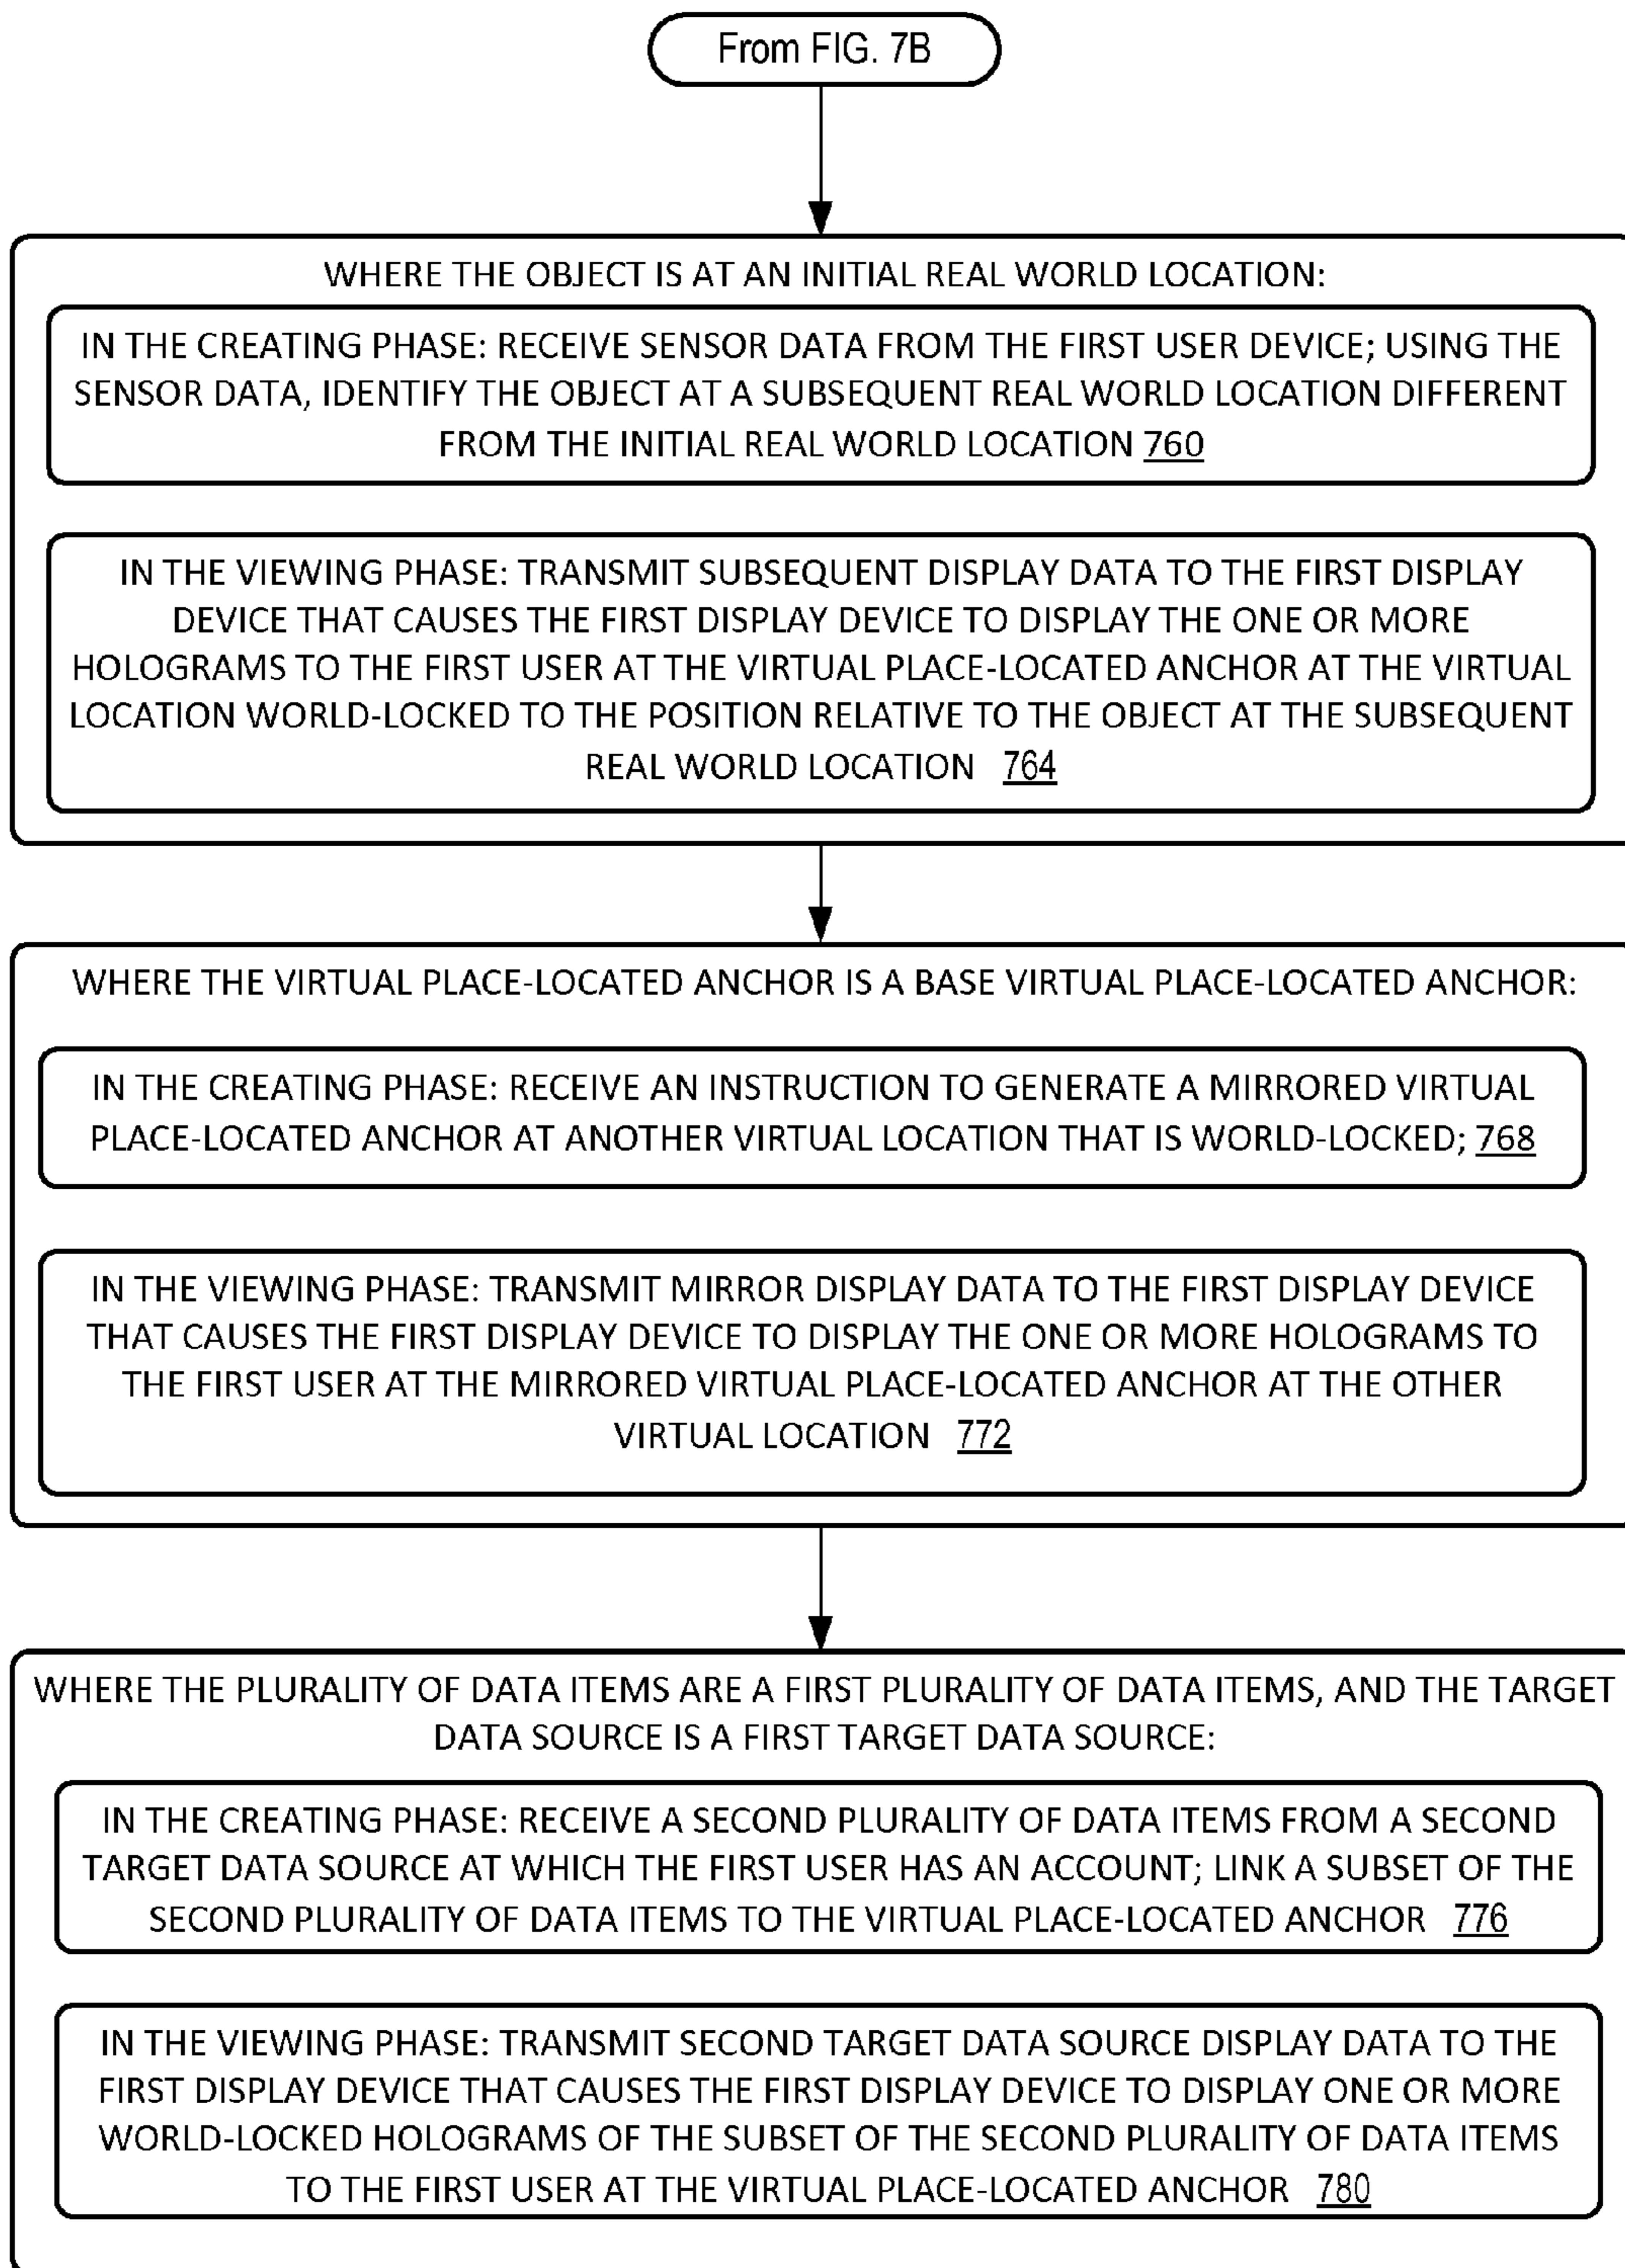 From FIG. 7B
WHERE THE OBJECT IS AT AN INITIAL REAL WORLD LOCATION:
IN THE CREATING PHASE: RECEIVE SENSOR DATA FROM THE FIRST USER DEVICE; USING THE
SENSOR DATA, IDENTIFY THE OBJECT AT A SUBSEQUENT REAL WORLD LOCATION DIFFERENT
FROM THE INITIAL REAL WORLD LOCATION 760
IN THE VIEWING PHASE: TRANSMIT SUBSEQUENT DISPLAY DATA TO THE FIRST DISPLAY
DEVICE THAT CAUSES THE FIRST DISPLAY DEVICE TO DISPLAY THE ONE OR MORE
HOLOGRAMS TO THE FIRST USER AT THE VIRTUAL PLACE-LOCATED ANCHOR AT THE VIRTUAL
LOCATION WORLD-LOCKED TO THE POSITION RELATIVE TO THE OBJECT AT THE SUBSEQUENT
REAL WORLD LOCATION 764
WHERE THE VIRTUAL PLACE-LOCATED ANCHOR IS A BASE VIRTUAL PLACE-LOCATED ANCHOR:
IN THE CREATING PHASE: RECEIVE AN INSTRUCTION TO GENERATE A MIRRORED VIRTUAL
PLACE-LOCATED ANCHOR AT ANOTHER VIRTUAL LOCATION THAT IS WORLD-LOCKED; 768
IN THE VIEWING PHASE: TRANSMIT MIRROR DISPLAY DATA TO THE FIRST DISPLAY DEVICE
THAT CAUSES THE FIRST DISPLAY DEVICE TO DISPLAY THE ONE OR MORE HOLOGRAMS TO
THE FIRST USER AT THE MIRRORED VIRTUAL PLACE-LOCATED ANCHOR AT THE OTHER
VIRTUAL LOCATION 772
WHERE THE PLURALITY OF DATA ITEMS ARE A FIRST PLURALITY OF DATA ITEMS, AND THE TARGET
DATA SOURCE IS A FIRST TARGET DATA SOURCE:
IN THE CREATING PHASE: RECEIVE A SECOND PLURALITY OF DATA ITEMS FROM A SECOND
TARGET DATA SOURCE AT WHICH THE FIRST USER HAS AN ACCOUNT; LINK A SUBSET OF THE
SECOND PLURALITY OF DATA ITEMS TO THE VIRTUAL PLACE-LOCATED ANCHOR 776
IN THE VIEWING PHASE: TRANSMIT SECOND TARGET DATA SOURCE DISPLAY DATA TO THE
FIRST DISPLAY DEVICE THAT CAUSES THE FIRST DISPLAY DEVICE TO DISPLAY ONE OR MORE
WORLD-LOCKED HOLOGRAMS OF THE SUBSET OF THE SECOND PLURALITY OF DATA ITEMS
TO THE FIRST USER AT THE VIRTUAL PLACE-LOCATED ANCHOR 780